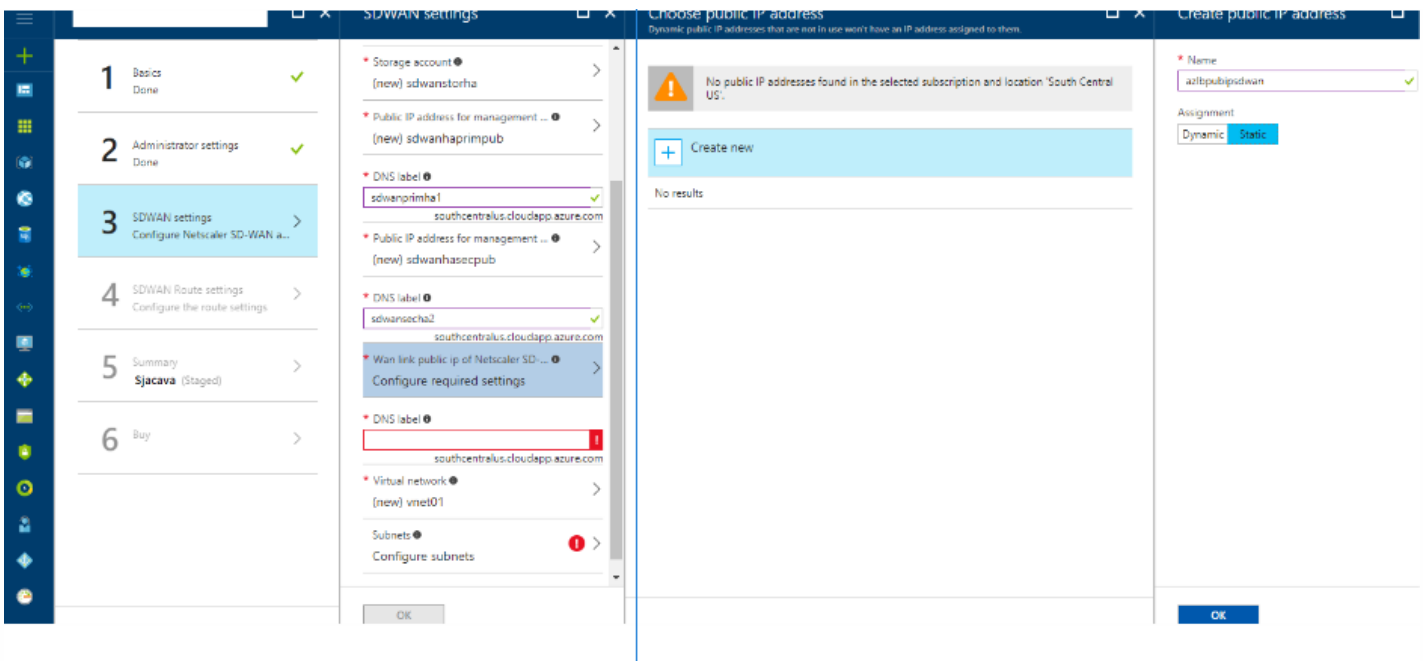 SDWAN settings
Choose public IP address
Dynamic public IP addresses that are not in use won't have an IP address assigned to them.
Create public IP address
1
Basics
Done
2
Administrator settings
Done
3
SDWAN settings
Configure Netscaler SD-WAN a...
4
SDWAN Route settings
Configure the route settings
5
Summary
Sjacava (Staged)
6
Buy
* Storage account
(new) sdwanstorha
* Public IP address for management ...
(new) sdwanhaprimpub
* DNS label
sdwanprimha1
southcentralus.cloudapp.azure.com
* Public IP address for management ...
(new) sdwanhasecpub
* DNS label
sdwansecha2
southcentralus.cloudapp.azure.com
* Wan link public ip of Netscaler SD-...
Configure required settings
* DNS label
southcentralus.cloudapp.azure.com
* Virtual network
(new) vnet01
Subnets
Configure subnets
OK
No public IP addresses found in the selected subscription and location 'South Central
US'.
Create new
No results
* Name
azlbpubipsdwan
Assignment
Dynamic Static
OK